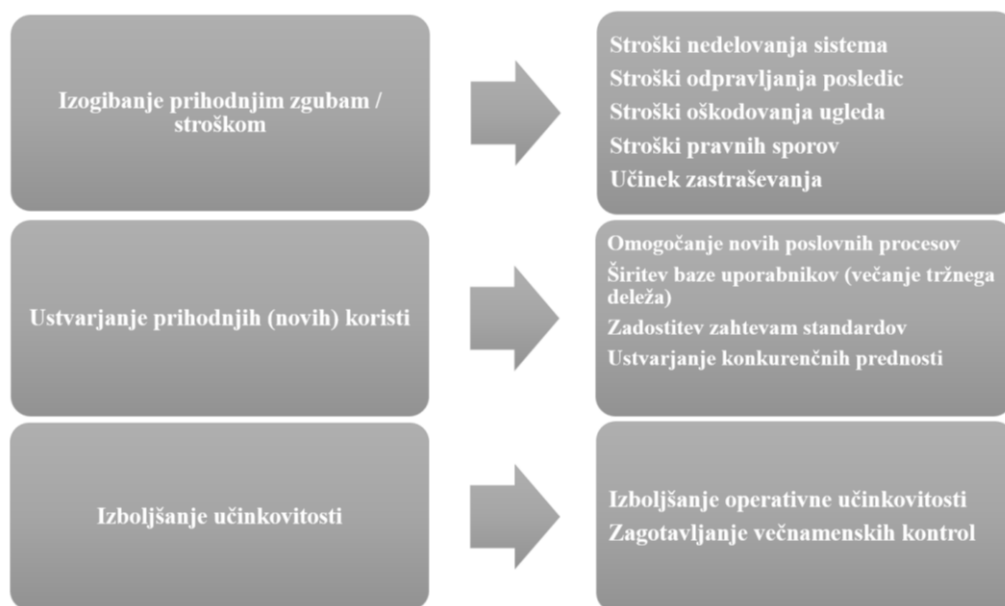 Izogibanje prihodnjim zgubam /
stroškom
Stroški nedelovanja sistema
Stroški odpravljanja posledic
Stroški oškodovanja ugleda
Stroški pravnih sporov
Učinek zastraševanja
Ustvarjanje prihodnjih (novih) koristi
Omogočanje novih poslovnih procesov
Širitev baze uporabnikov (večanje tržnega
deleža)
Zadostitev zahtevam standardov
Ustvarjanje konkurenčnih prednosti
Izboljšanje učinkovitosti
Izboljšanje operativne učinkovitosti
Zagotavljanje večnamenskih kontrol